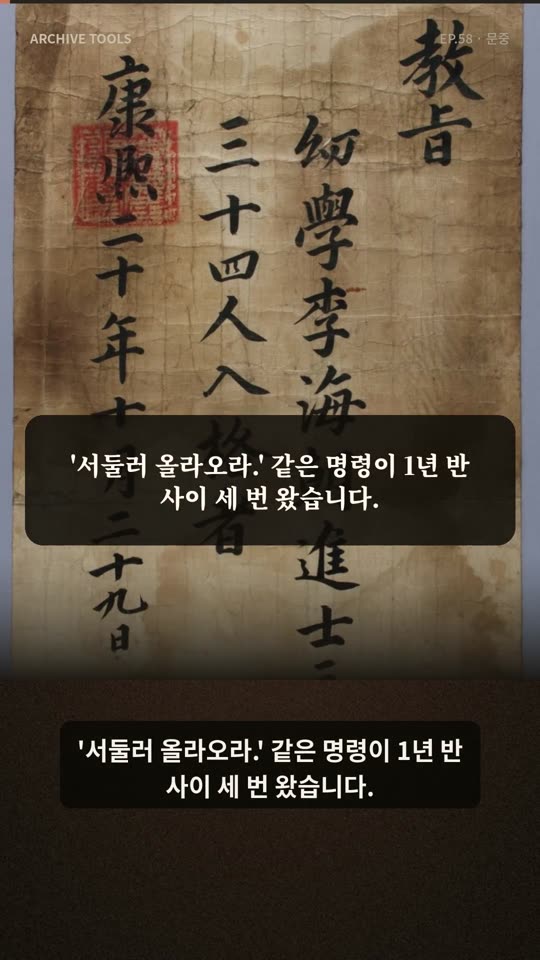 ARCHIVE TOOLS
EP.58 · 문중
教旨
幼學李海
進士三
三十四人入格者
康熙二十年十月二十九日
'서둘러 올라오라.' 같은 명령이 1년 반
사이 세 번 왔습니다.
'서둘러 올라오라.' 같은 명령이 1년 반
사이 세 번 왔습니다.